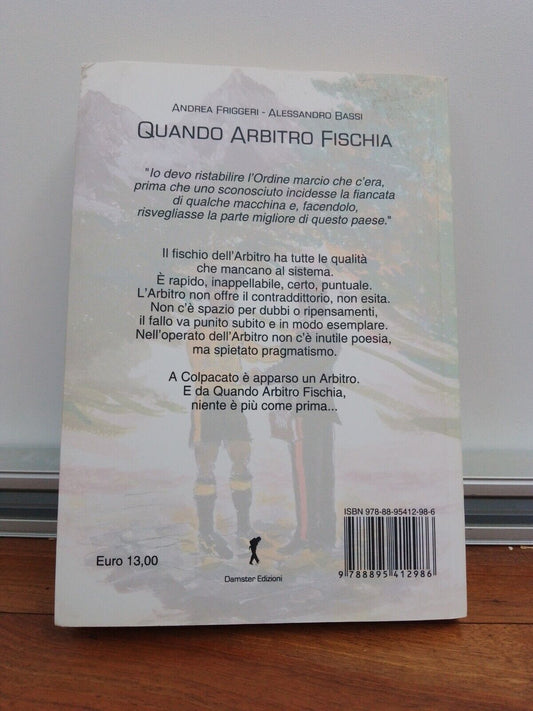 ANDREA FRIGGERI - ALESSANDRO BASSI
QUANDO ARBITRO FISCHIA
"Io devo ristabilire l'Ordine marcio che c'era,
prima che uno sconosciuto incidesse la fiancata
di qualche macchina e, facendolo,
risvegliasse la parte migliore di questo paese."
Il fischio dell'Arbitro ha tutte le qualità
che mancano al sistema.
È rapido, inappellabile, certo, puntuale.
L'Arbitro non offre il contraddittorio, non esita.
Non c'è spazio per dubbi o ripensamenti,
il fallo va punito subito e in modo esemplare.
Nell'operato dell'Arbitro non c'è inutile poesia,
ma spietato pragmatismo.
A Colpacato è apparso un Arbitro.
E da Quando Arbitro Fischia,
niente è più come prima...
ISBN 978-88-95412-98-6
Euro 13,00
Damster Edizioni
9 788895 412986